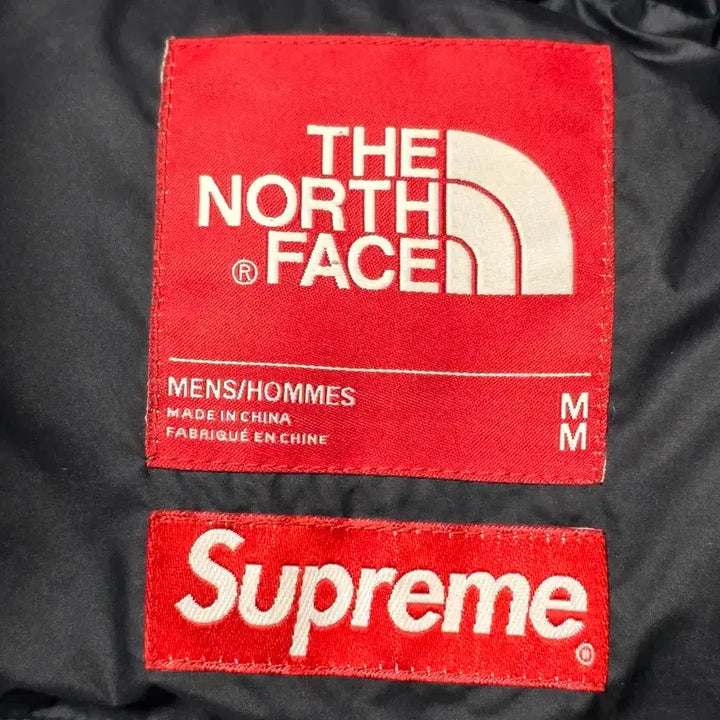 THE
NORTH
® FACE
MENS/HOMMES M
MADE IN CHINA
FABRIQUÉ EN CHINE M
Supreme ®